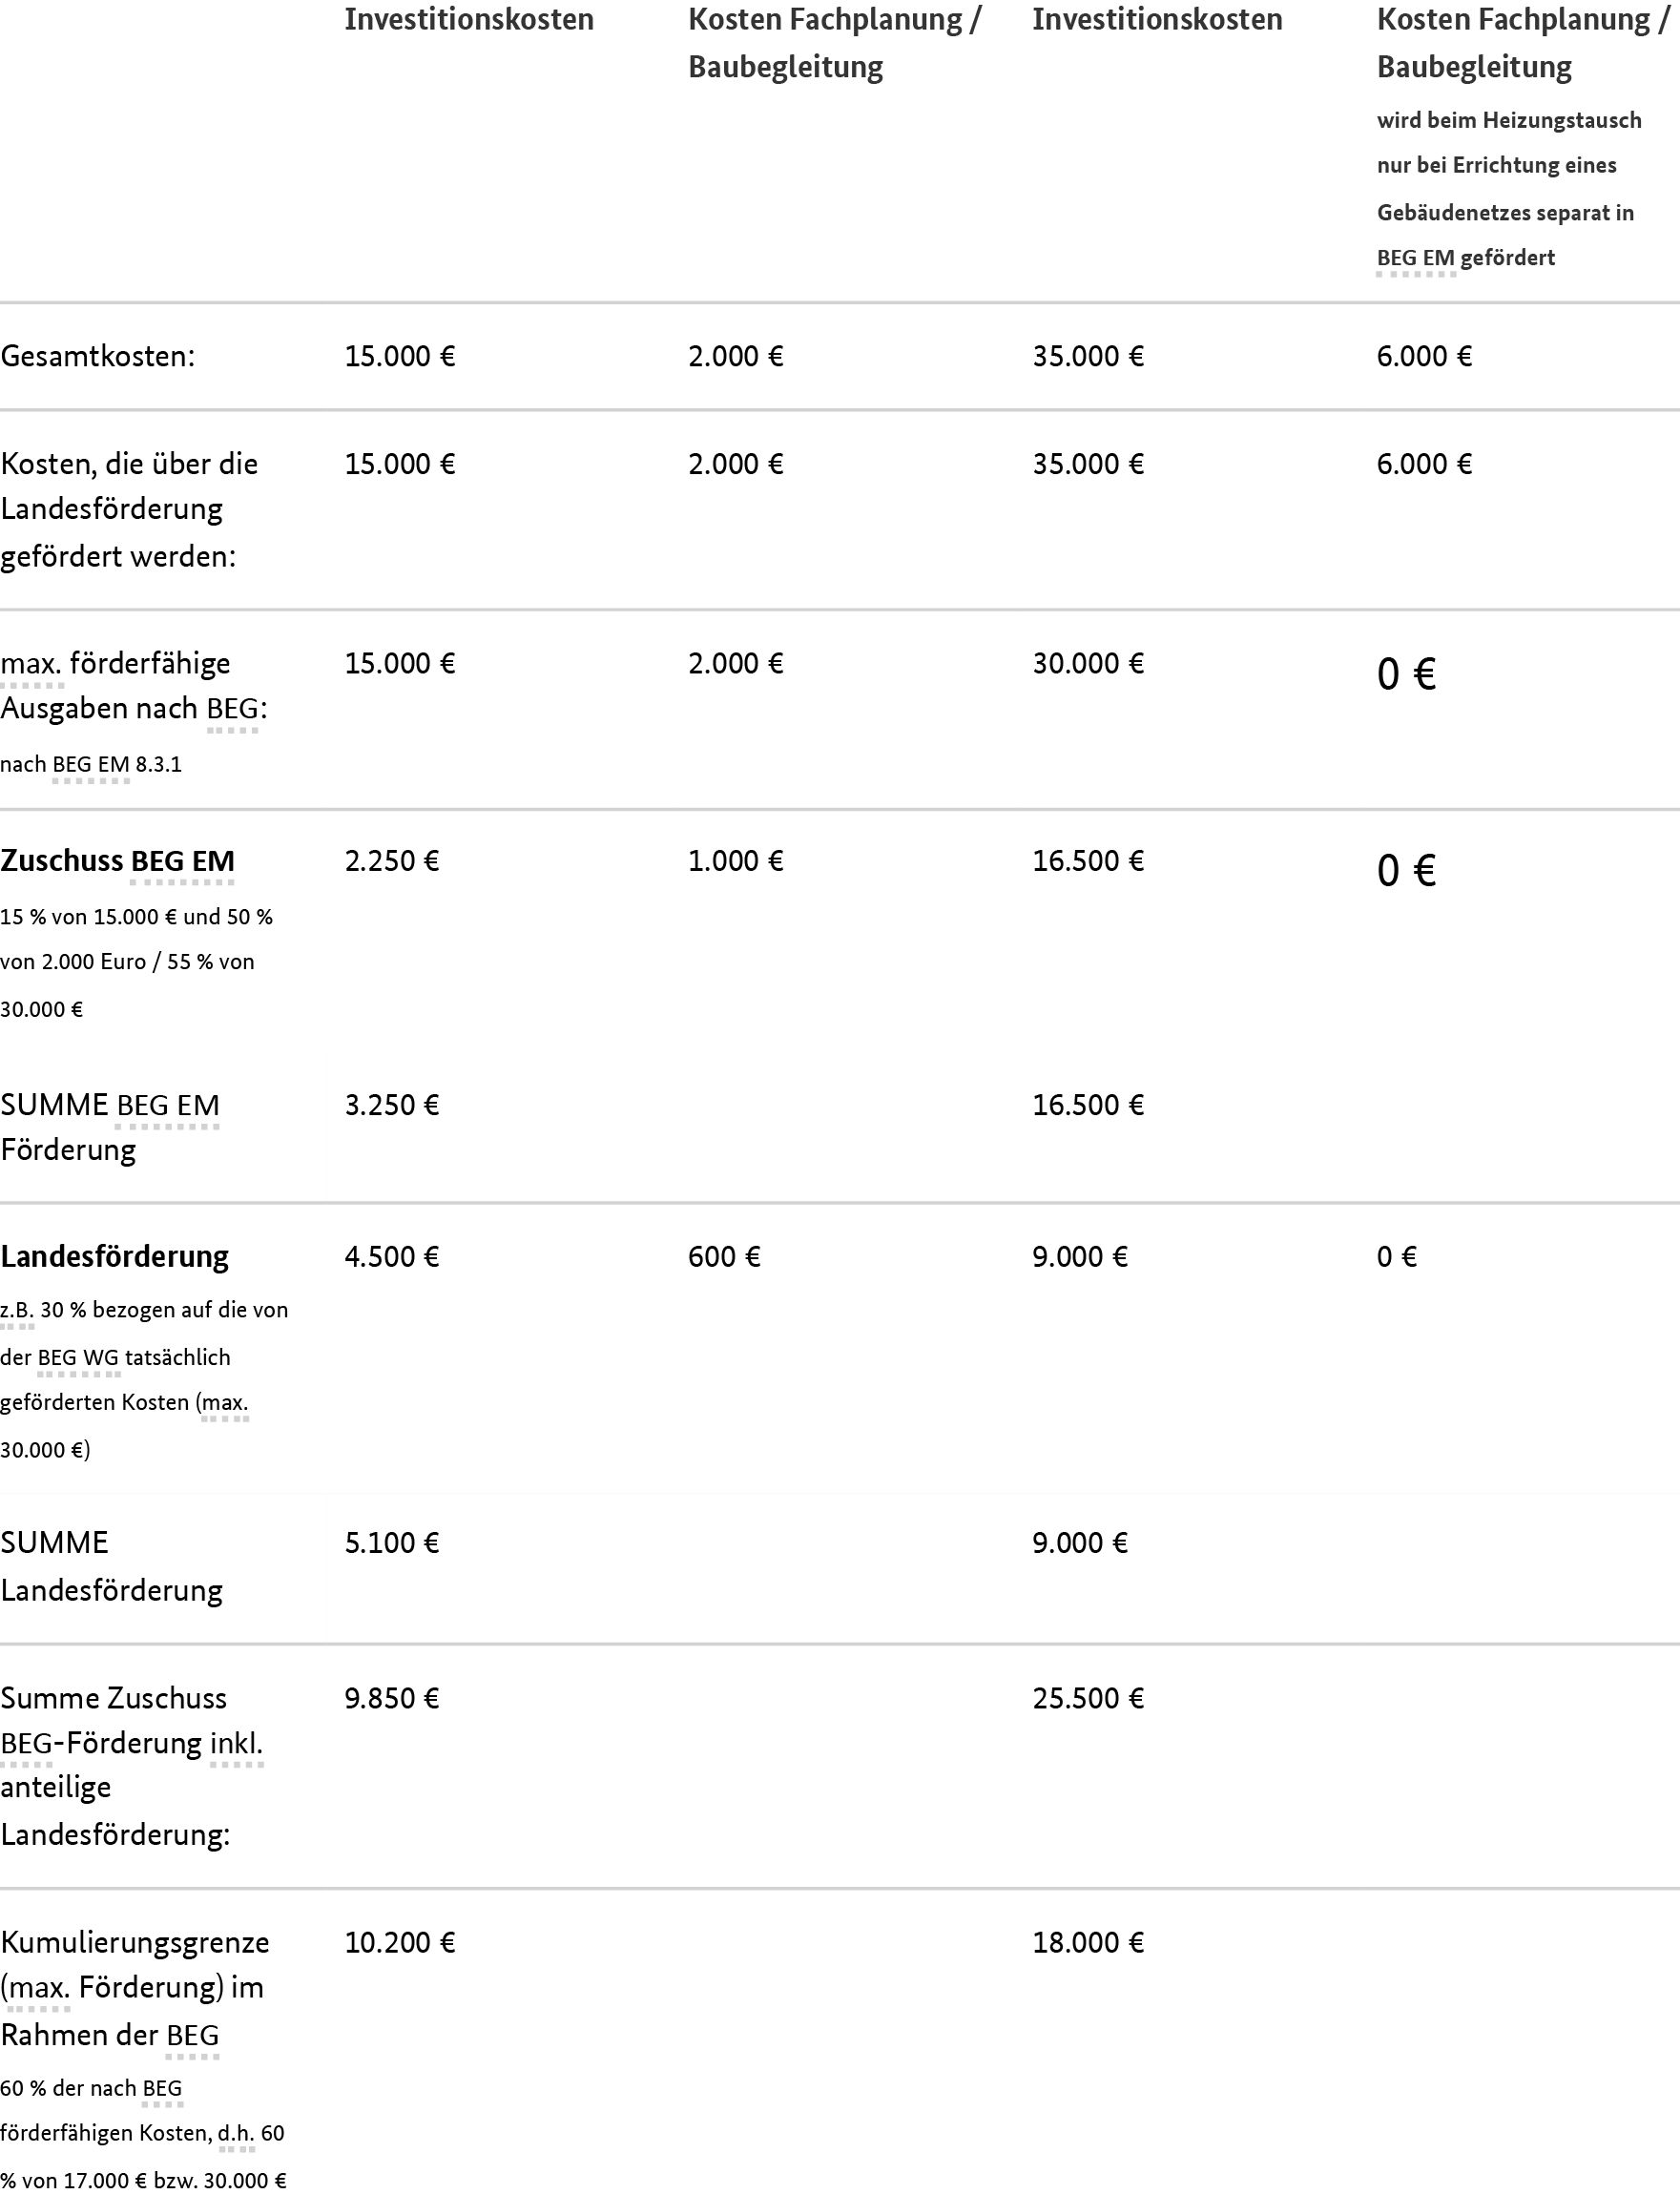 Investitionskosten Kosten Fachplanung / Investitionskosten Kosten Fachplanung /
Baubegleitung Baubegleitung
wird beim Heizungstausch
nur bei Errichtung eines
Gebäudenetzes separat in
BEG EM gefördert
Gesamtkosten: 15.000 € 2.000 € 35.000 € 6.000 €
Kosten, die über die 15.000 € 2.000 € 35.000 € 6.000 €
Landesförderung
gefördert werden:
max. förderfähige 15.000 € 2.000 € 30.000 € 0 €
Ausgaben nach BEG:
nach BEG EM 8.3.1
Zuschuss BEG EM 2.250 € 1.000 € 16.500 € 0 €
15 % von 15.000 € und 50 %
von 2.000 Euro / 55 % von
30.000 €
SUMME BEG EM 3.250 € 16.500 €
Förderung
Landesförderung 4.500 € 600 € 9.000 € 0 €
z.B. 30 % bezogen auf die von
der BEG WG tatsächlich
geförderten Kosten (max.
30.000 €)
SUMME 5.100 € 9.000 €
Landesförderung
Summe Zuschuss 9.850 € 25.500 €
BEG-Förderung inkl.
anteilige
Landesförderung:
Kumulierungsgrenze 10.200 € 18.000 €
(max. Förderung) im
Rahmen der BEG
60 % der nach BEG
förderfähigen Kosten, d.h. 60
% von 17.000 € bzw. 30.000 €